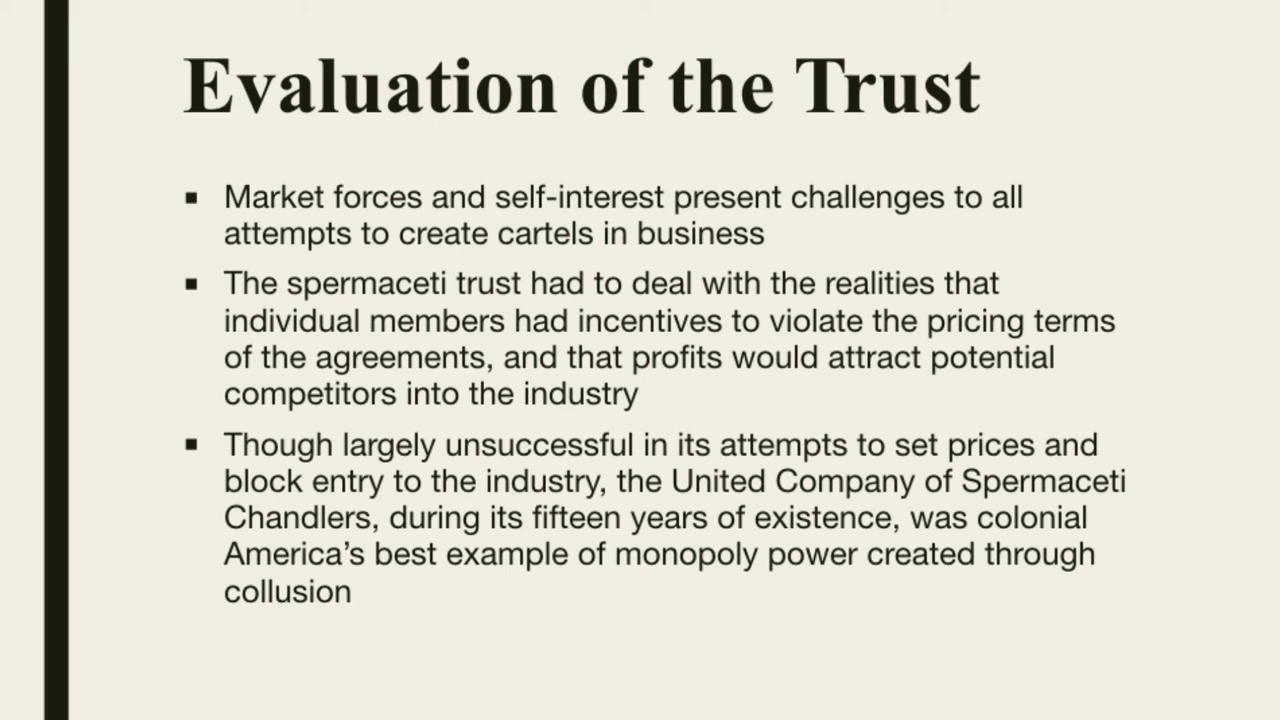 Evaluation of the Trust
▪ Market forces and self-interest present challenges to all
attempts to create cartels in business
▪ The spermaceti trust had to deal with the realities that
individual members had incentives to violate the pricing terms
of the agreements, and that profits would attract potential
competitors into the industry
▪ Though largely unsuccessful in its attempts to set prices and
block entry to the industry, the United Company of Spermaceti
Chandlers, during its fifteen years of existence, was colonial
America’s best example of monopoly power created through
collusion